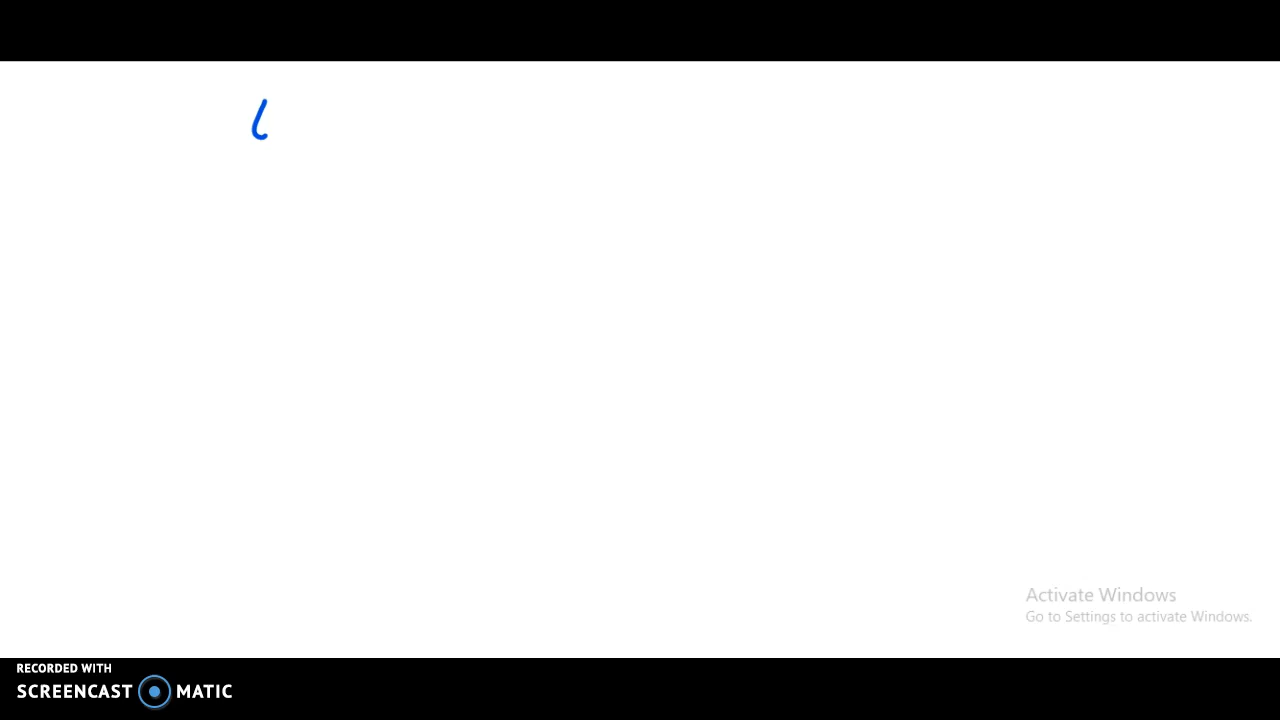 Activate Windows
Go to Settings to activate Windows.
RECORDED WITH
SCREENCAST MATIC